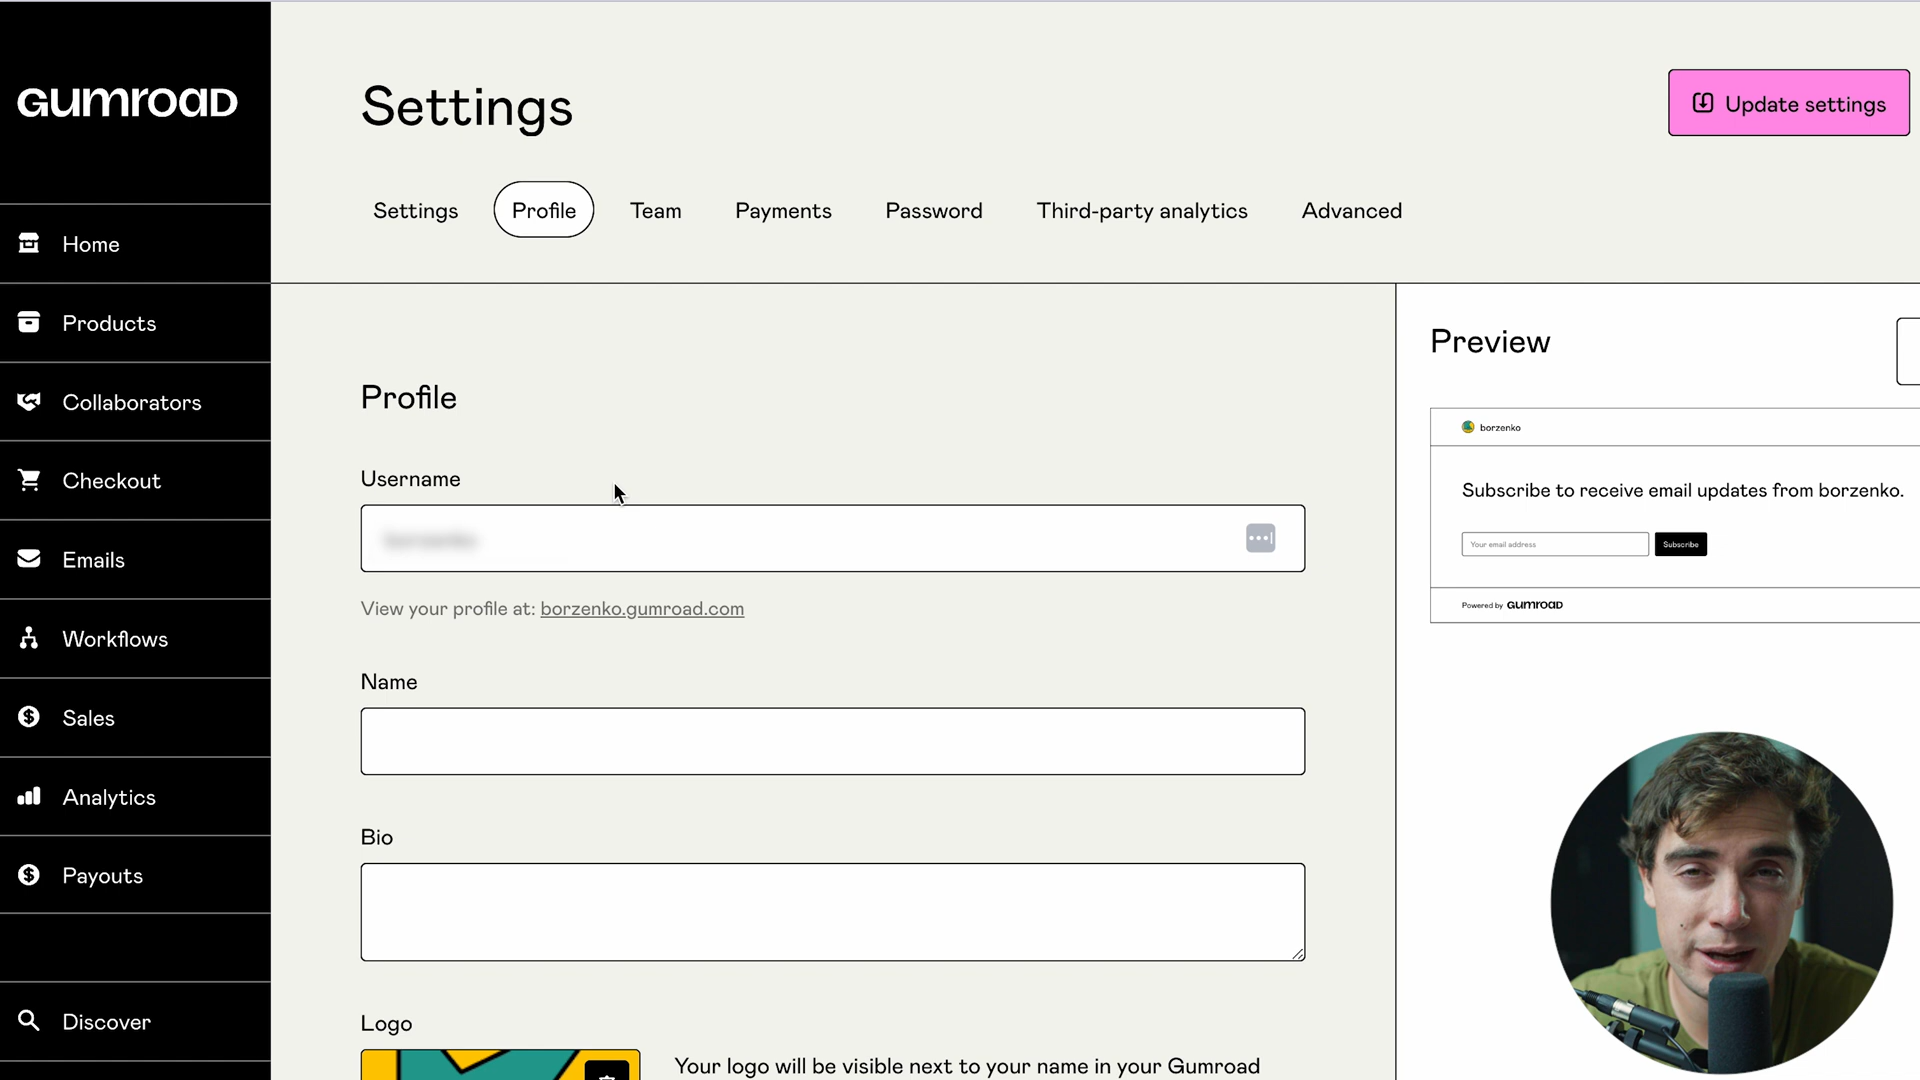 GUMROAD
Settings
Update settings
Settings
Profile
Team
Payments
Password
Third-party analytics
Advanced
Home
Products
Collaborators
Checkout
Emails
Workflows
Sales
Analytics
Payouts
Discover
Profile
Username
View your profile at: borzenko.gumroad.com
Name
Bio
Logo
Your logo will be visible next to your name in your Gumroad
Preview
borzenko
Subscribe to receive email updates from borzenko.
Your email address
Subscribe
Powered by GUMROAD